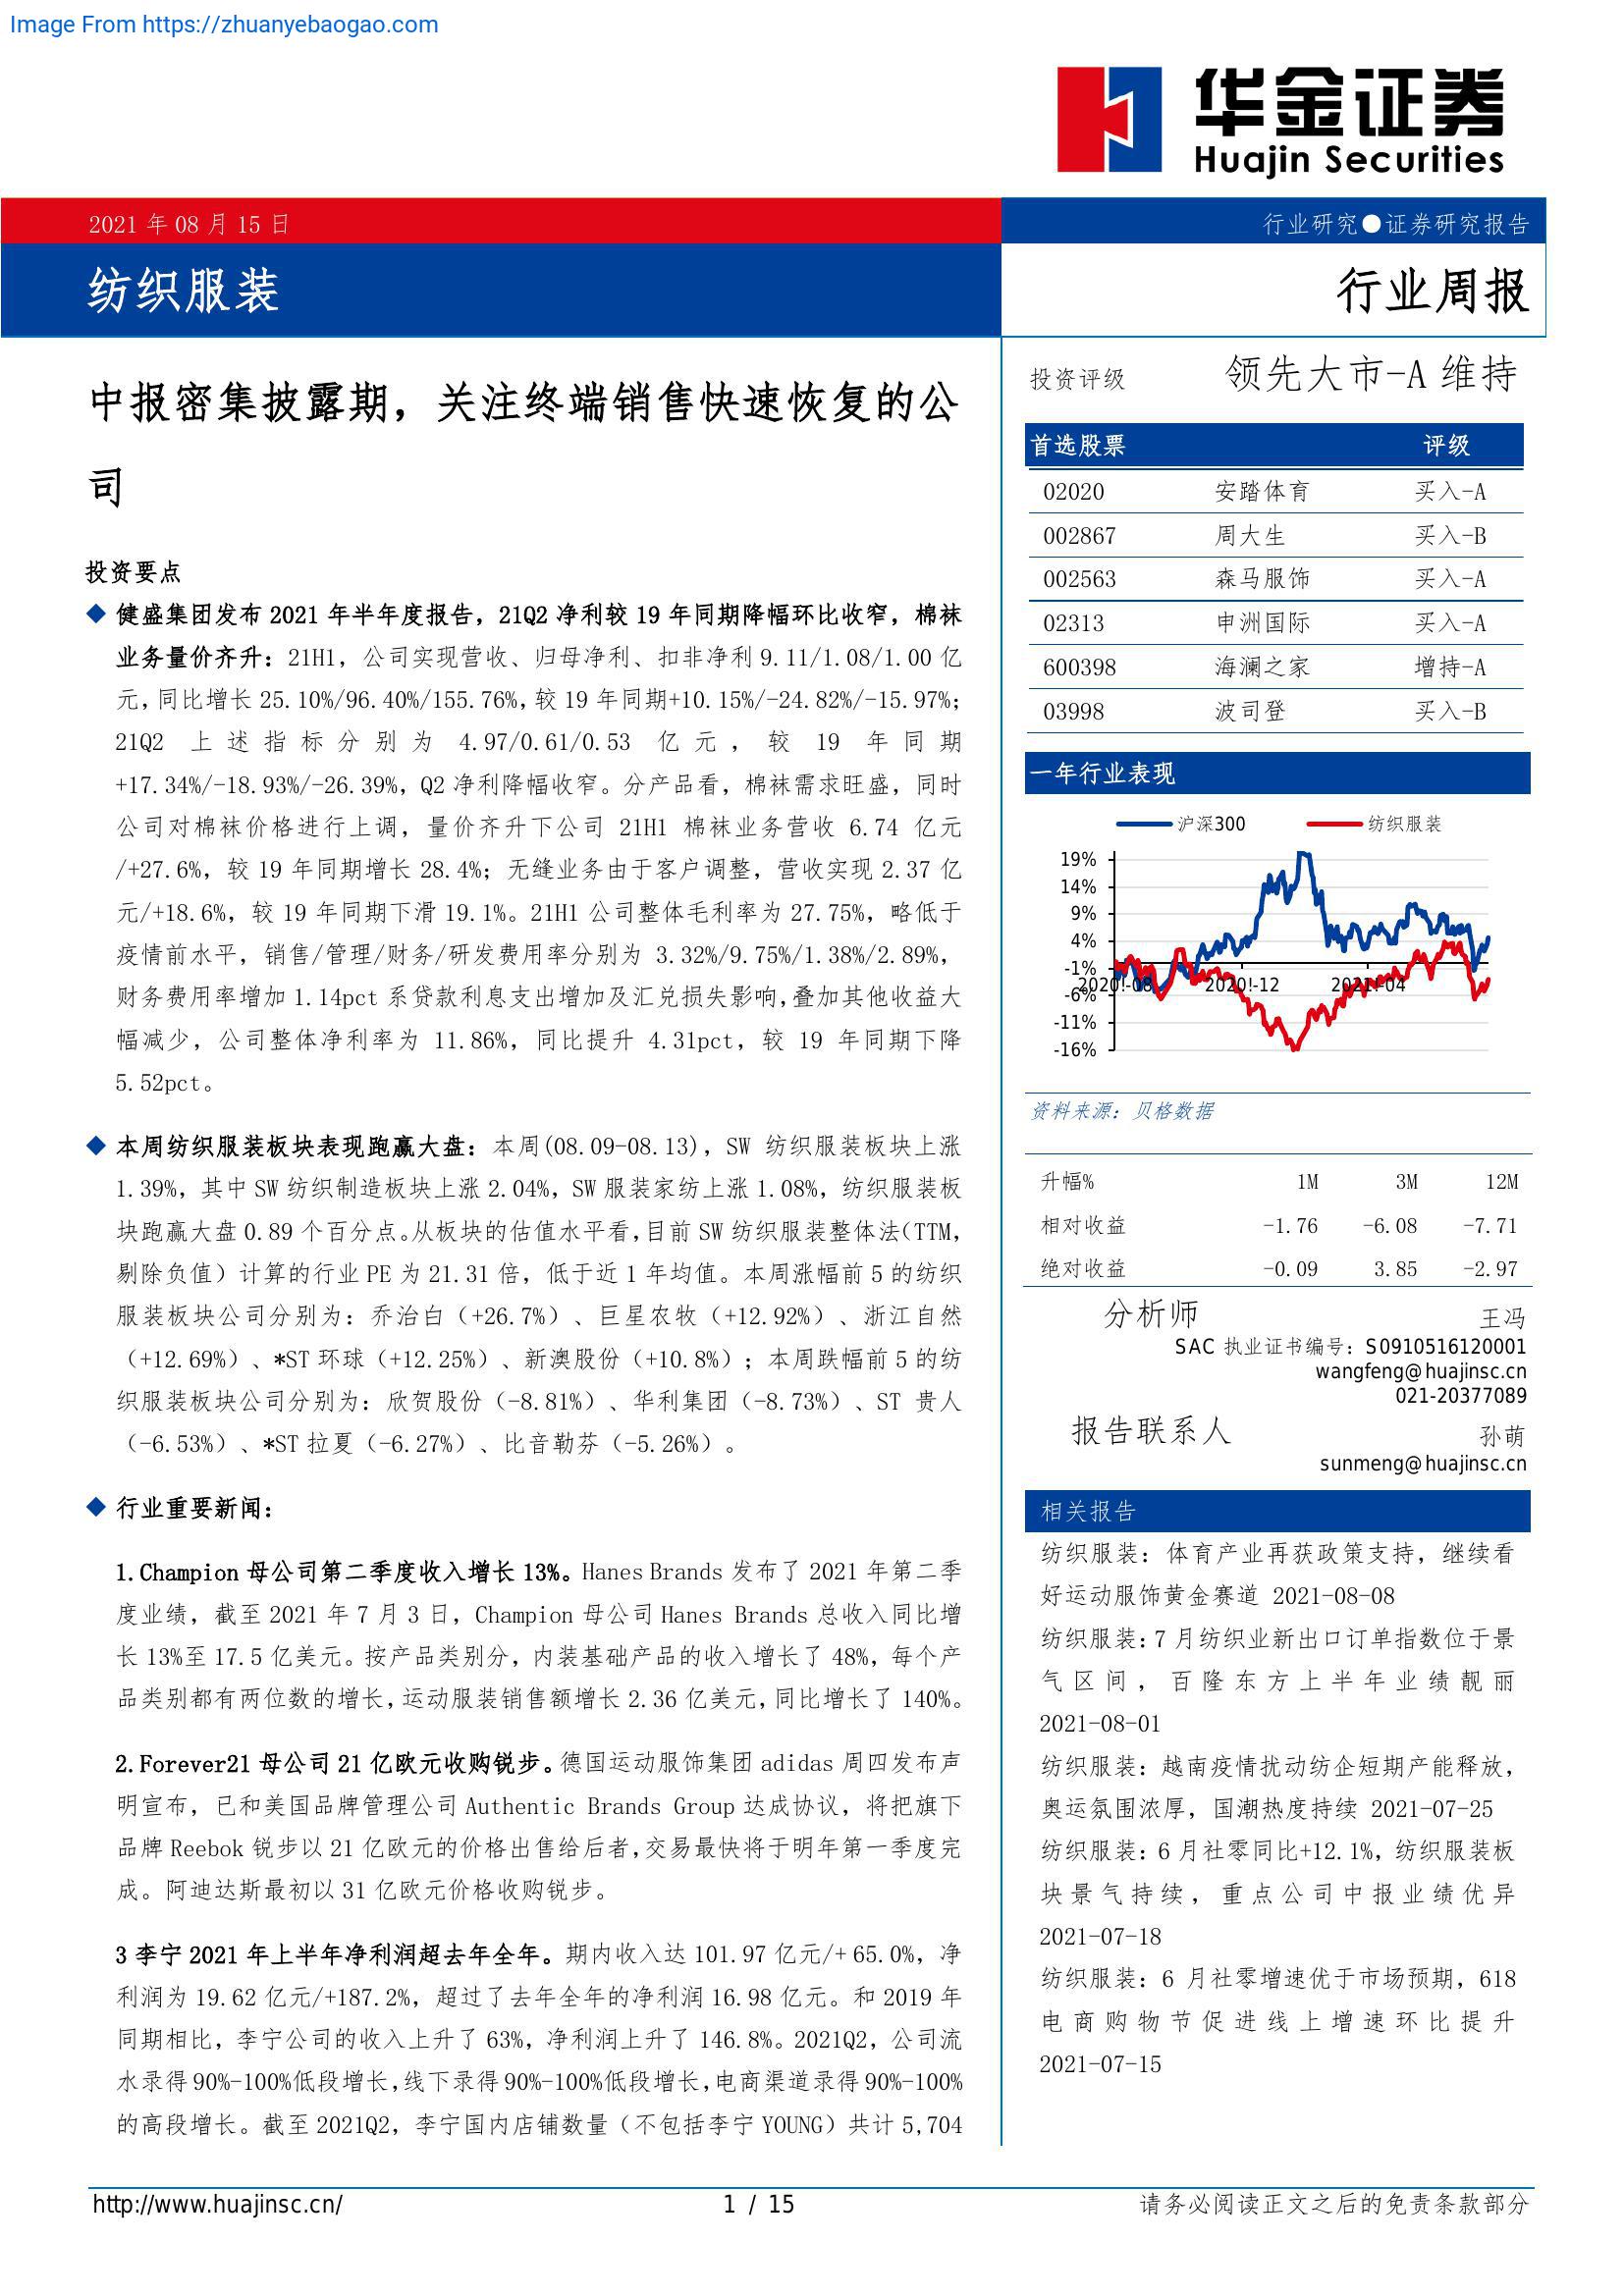 Image From https://zhuanyebaogao.com
华金证券
Huajin Securities
2021 年 08 月 15 日
行业研究●证券研究报告
纺织服装
行业周报
中报密集披露期，关注终端销售快速恢复的公
司
投资要点
◆ 健盛集团发布 2021 年半年度报告，21Q2 净利较 19 年同期降幅环比收窄，棉袜
业务量价齐升：21H1，公司实现营收、归母净利、扣非净利 9.11/1.08/1.00 亿
元，同比增长 25.10%/96.40%/155.76%，较 19 年同期+10.15%/-24.82%/-15.97%；
21Q2 上述指标分别为 4.97/0.61/0.53 亿元，较 19 年同期
+17.34%/-18.93%/-26.39%，Q2 净利降幅收窄。分产品看，棉袜需求旺盛，同时
公司对棉袜价格进行上调，量价齐升下公司 21H1 棉袜业务营收 6.74 亿元
/+27.6%，较 19 年同期增长 28.4%；无缝业务由于客户调整，营收实现 2.37 亿
元/+18.6%，较 19 年同期下滑 19.1%。21H1 公司整体毛利率为 27.75%，略低于
疫情前水平，销售/管理/财务/研发费用率分别为 3.32%/9.75%/1.38%/2.89%，
财务费用率增加 1.14pct 系贷款利息支出增加及汇兑损失影响，叠加其他收益大
幅减少，公司整体净利率为 11.86%，同比提升 4.31pct，较 19 年同期下降
5.52pct。
◆ 本周纺织服装板块表现跑赢大盘：本周(08.09-08.13)，SW 纺织服装板块上涨
1.39%，其中 SW 纺织制造板块上涨 2.04%，SW 服装家纺上涨 1.08%，纺织服装板
块跑赢大盘 0.89 个百分点。从板块的估值水平看，目前 SW 纺织服装整体法（TTM，
剔除负值）计算的行业 PE 为 21.31 倍，低于近 1 年均值。本周涨幅前 5 的纺织
服装板块公司分别为：乔治白（+26.7%）、巨星农牧（+12.92%）、浙江自然
（+12.69%）、*ST 环球（+12.25%）、新澳股份（+10.8%）；本周跌幅前 5 的纺
织服装板块公司分别为：欣贺股份（-8.81%）、华利集团（-8.73%）、ST 贵人
（-6.53%）、*ST 拉夏（-6.27%）、比音勒芬（-5.26%）。
◆ 行业重要新闻：
1.Champion 母公司第二季度收入增长 13%。Hanes Brands 发布了 2021 年第二季
度业绩，截至 2021 年 7 月 3 日，Champion 母公司 Hanes Brands 总收入同比增
长 13%至 17.5 亿美元。按产品类别分，内装基础产品的收入增长了 48%，每个产
品类别都有两位数的增长，运动服装销售额增长 2.36 亿美元，同比增长了 140%。
2.Forever21 母公司 21 亿欧元收购锐步。德国运动服饰集团 adidas 周四发布声
明宣布，已和美国品牌管理公司 Authentic Brands Group 达成协议，将把旗下
品牌 Reebok 锐步以 21 亿欧元的价格出售给后者，交易最快将于明年第一季度完
成。阿迪达斯最初以 31 亿欧元价格收购锐步。
3 李宁 2021 年上半年净利润超去年全年。期内收入达 101.97 亿元/+ 65.0%，净
利润为 19.62 亿元/+187.2%，超过了去年全年的净利润 16.98 亿元。和 2019 年
同期相比，李宁公司的收入上升了 63%，净利润上升了 146.8%。2021Q2，公司流
水录得 90%-100%低段增长，线下录得 90%-100%低段增长，电商渠道录得 90%-100%
的高段增长。截至 2021Q2，李宁国内店铺数量（不包括李宁 YOUNG）共计 5,704
投资评级 领先大市-A 维持
首选股票 评级
02020 安踏体育 买入-A
002867 周大生 买入-B
002563 森马服饰 买入-A
02313 申洲国际 买入-A
600398 海澜之家 增持-A
03998 波司登 买入-B
一年行业表现
沪深300 纺织服装
19%
14%
9%
4%
-1%
-6%
-11%
-16%
2020!-08 2020!-12 2021!-04
资料来源：贝格数据
升幅% 1M 3M 12M
相对收益 -1.76 -6.08 -7.71
绝对收益 -0.09 3.85 -2.97
分析师 王冯
SAC 执业证书编号：S0910516120001
wangfeng@huajinsc.cn
021-20377089
报告联系人 孙萌
sunmeng@huajinsc.cn
相关报告
纺织服装：体育产业再获政策支持，继续看
好运动服饰黄金赛道 2021-08-08
纺织服装：7 月纺织业新出口订单指数位于景
气区间，百隆东方上半年业绩靓丽
2021-08-01
纺织服装：越南疫情扰动纺企短期产能释放，
奥运氛围浓厚，国潮热度持续 2021-07-25
纺织服装：6 月社零同比+12.1%，纺织服装板
块景气持续，重点公司中报业绩优异
2021-07-18
纺织服装：6 月社零增速优于市场预期，618
电商购物节促进线上增速环比提升
2021-07-15
http://www.huajinsc.cn/ 1 / 15 请务必阅读正文之后的免责条款部分